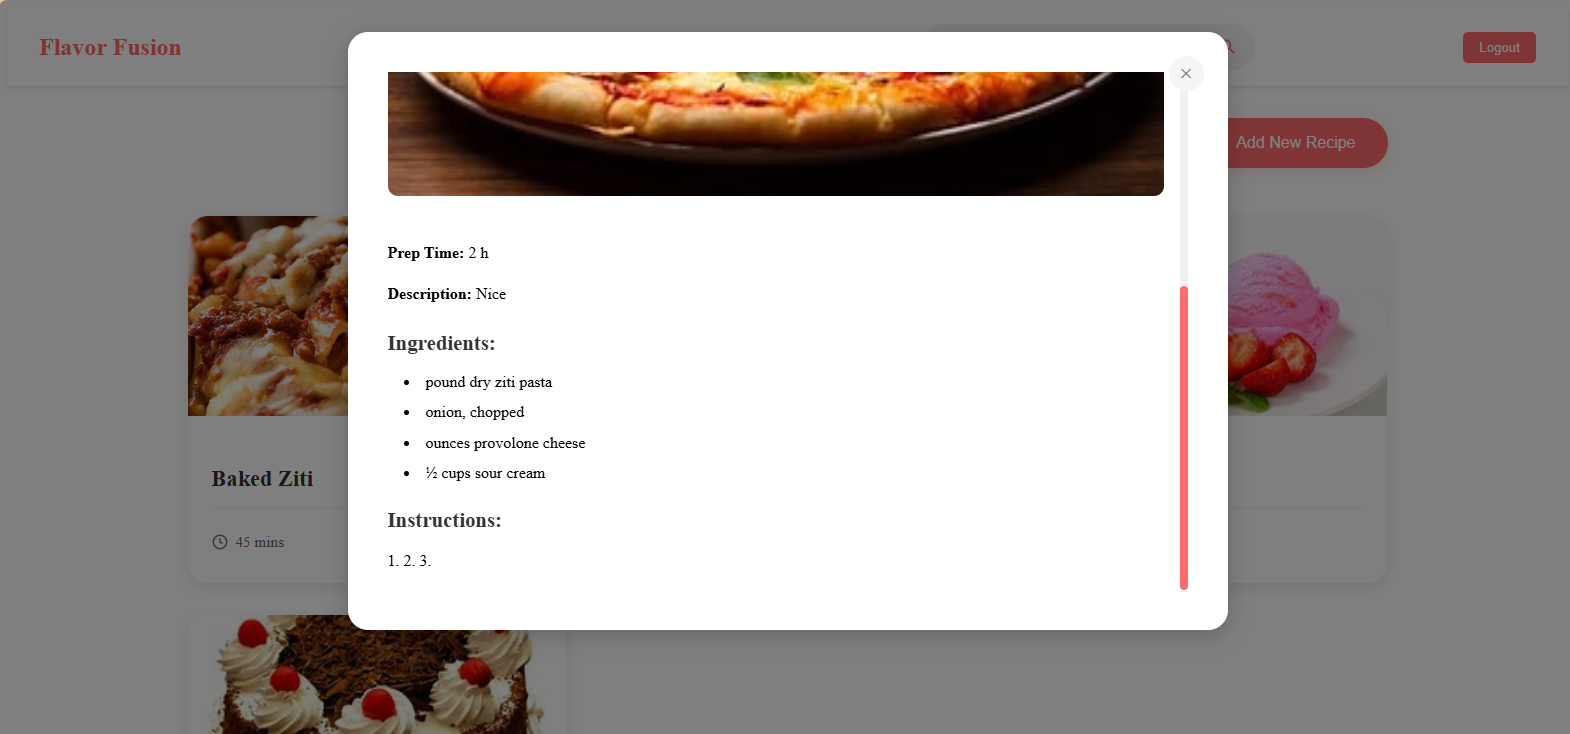 Flavor Fusion
Logout
Add New Recipe
Prep Time: 2 h
Description: Nice
Ingredients:
• pound dry ziti pasta
• onion, chopped
• ounces provolone cheese
• ½ cups sour cream
Instructions:
1. 2. 3.
Baked Ziti
45 mins